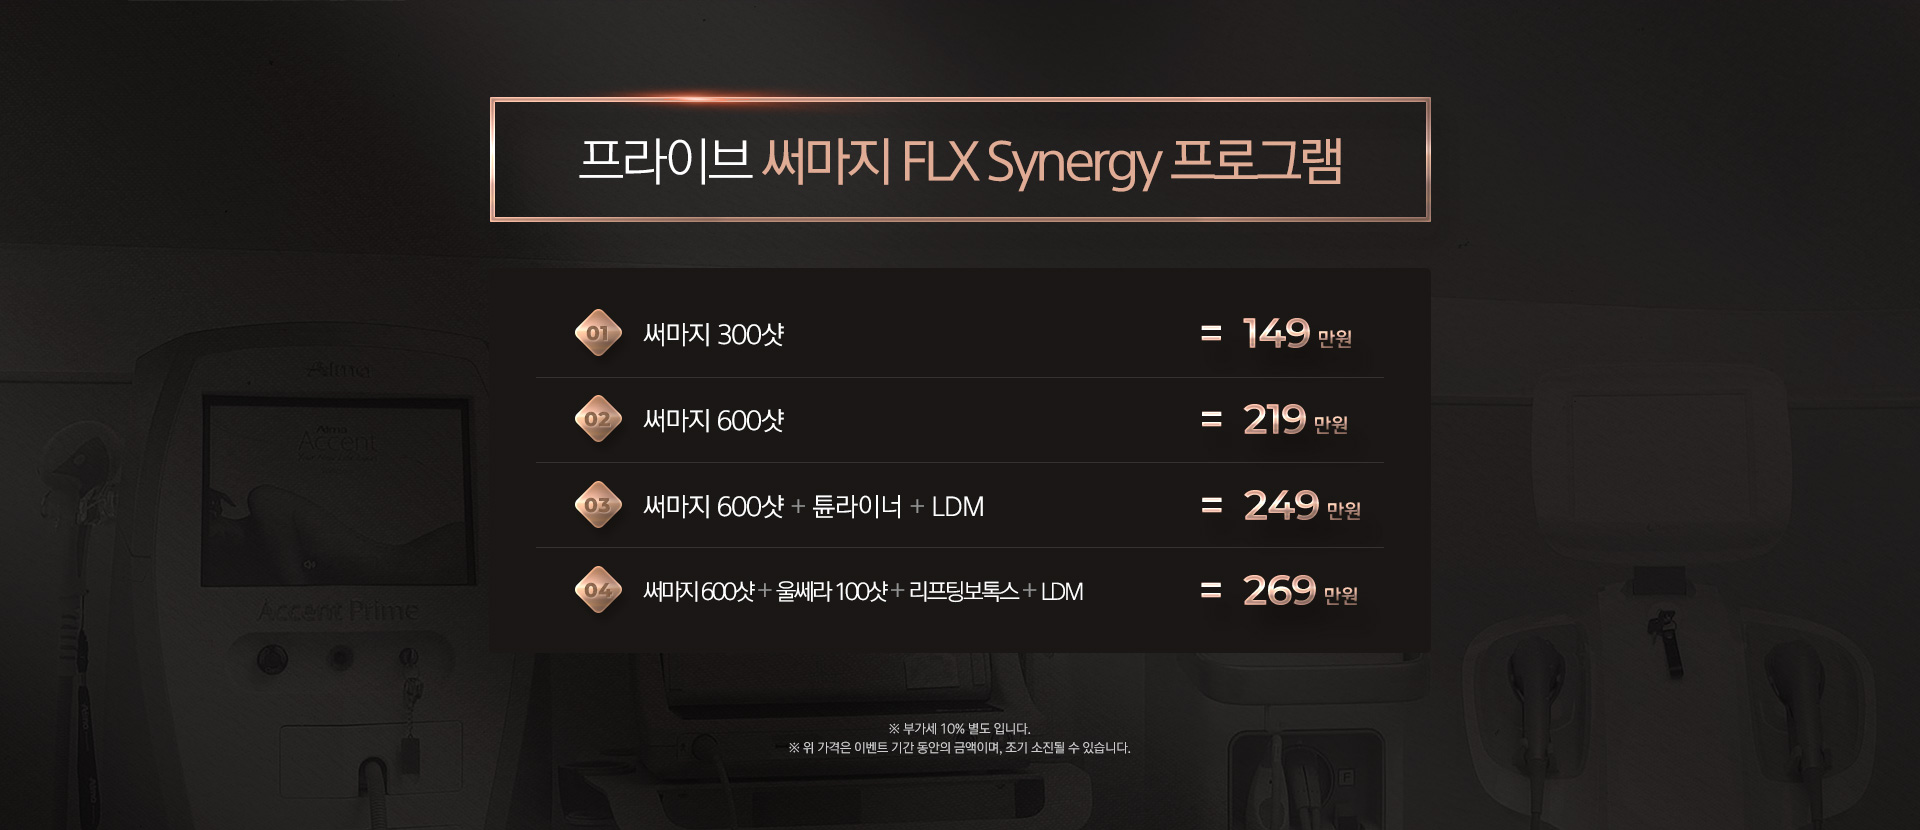 프라이브 써마지 FLX Synergy 프로그램
01 써마지 300샷 = 149 만원
02 써마지 600샷 = 219 만원
03 써마지 600샷 + 튠라이너 + LDM = 249 만원
04 써마지 600샷 + 울쎄라 100샷 + 리프팅보톡스 + LDM = 269 만원
Alma
Alma
Accent
Accent Prime
F
※ 부가세 10% 별도 입니다.
※ 위 가격은 이벤트 기간 동안의 금액이며, 조기 소진될 수 있습니다.